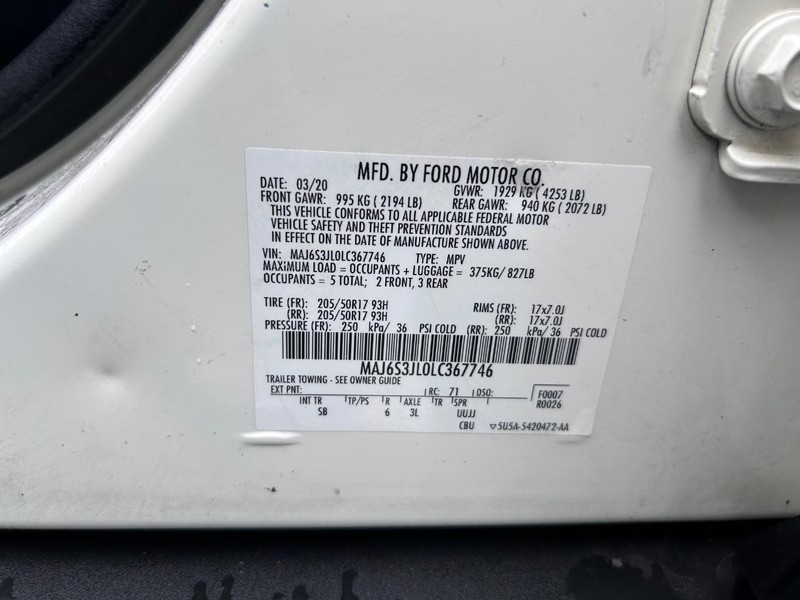 MFD. BY FORD MOTOR CO.
DATE: 03/20 GVWR: 1929 KG ( 4253 LB)
FRONT GAWR: 995 KG ( 2194 LB) REAR GAWR: 940 KG ( 2072 LB)
THIS VEHICLE CONFORMS TO ALL APPLICABLE FEDERAL MOTOR
VEHICLE SAFETY AND THEFT PREVENTION STANDARDS
IN EFFECT ON THE DATE OF MANUFACTURE SHOWN ABOVE.
VIN: MAJ6S3JL0LC367746 TYPE: MPV
MAXIMUM LOAD = OCCUPANTS + LUGGAGE = 375KG/ 827LB
OCCUPANTS = 5 TOTAL; 2 FRONT, 3 REAR
TIRE (FR): 205/50R17 93H RIMS (FR): 17x7.0J
(RR): 205/50R17 93H (RR): 17x7.0J
PRESSURE (FR): 250 kPa/ 36 PSI COLD (RR): 250 kPa/ 36 PSI COLD
MAJ6S3JL0LC367746
TRAILER TOWING - SEE OWNER GUIDE
EXT PNT: RC: 71 DSO: F0007
R0026
INT TR TP/PS R AXLE TR SPR
SB 6 3L UUJJ
CBU ▽5U5A-5420472-AA